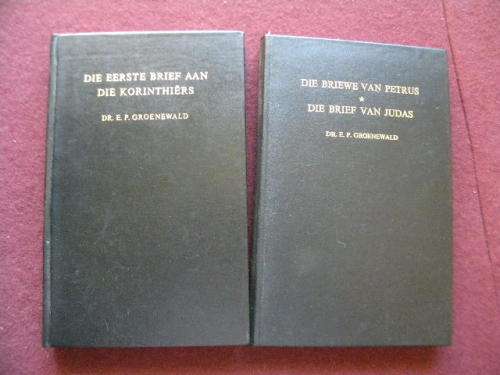 DIE EERSTE BRIEF AAN
DIE KORINTHIËRS
DR. E. P. GROENEWALD
DIE BRIEWE VAN PETRUS
*
DIE BRIEF VAN JUDAS
DR. E. P. GROENEWALD